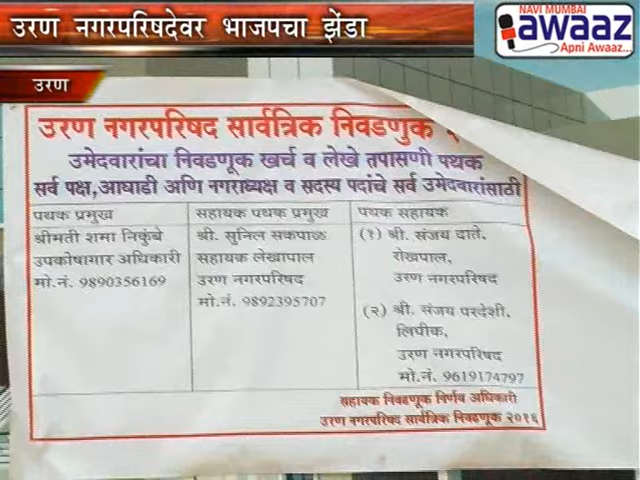 उरण नगरपरिषदेवर भाजपचा झेंडा
NAVI MUMBAI
awaaz
Apni Awaaz...
उरण
उरण नगरपरिषद सार्वत्रिक निवडणुक
उमेदवारांचा निवडणूक खर्च व लेखे तपासणी पथक
सर्व पक्ष,आघाडी अणि नगराध्यक्ष व सदस्य पदांचे सर्व उमेदवारांसाठी
पथक प्रमुख
श्रीमती शमा निकुंबे
उपकोषागार अधिकारी
मो.नं. 9890356169
सहायक पथक प्रमुख
श्री. सुनिल सकपाळ
सहायक लेखापाल
उरण नगरपरिषद
मो.नं. 9892395707
पथक सहायक
(१) श्री. संजय दाते,
रोखपाल,
उरण नगरपरिषद
(२) श्री. संजय परदेशी,
लिपीक,
उरण नगरपरिषद
मो.नं. 9619174797
सहायक निवडणूक निर्णय अधिकारी
उरण नगरपरिषद सार्वत्रिक निवडणूक २०१६